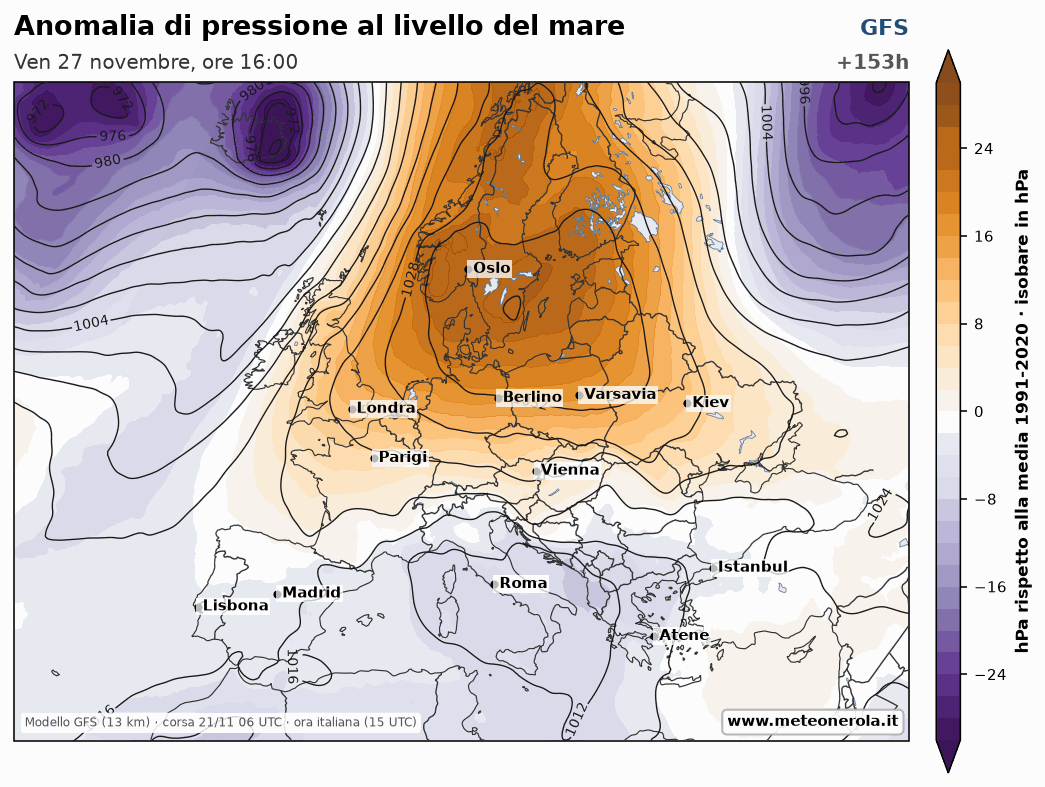 Anomalia di pressione al livello del mare
GFS
Ven 27 novembre, ore 16:00
+153h
972
972
980
972
996
976
976
980
1004
1004
1028
1024
1016
1012
16
Oslo
Londra
Berlino
Varsavia
Kiev
Parigi
Vienna
Lisbona
Madrid
Roma
Istanbul
Atene
24
16
8
0
−8
−16
−24
hPa rispetto alla media 1991-2020 · isobare in hPa
Modello GFS (13 km) · corsa 21/11 06 UTC · ora italiana (15 UTC)
www.meteonerola.it